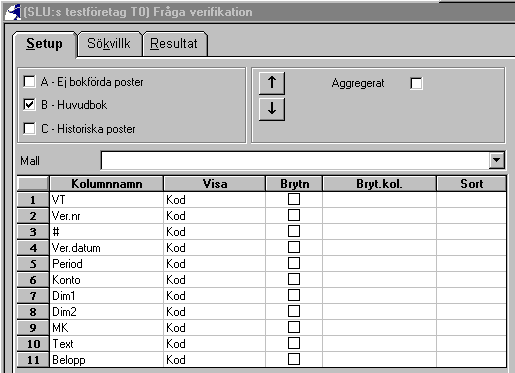 (SLU:s testföretag T0) Fråga verifikation
Setup Sökvillk Resultat
A - Ej bokförda poster
B - Huvudbok
C - Historiska poster
Aggregerat
Mall
Kolumnnamn Visa Brytn Bryt.kol. Sort
1 VT Kod
2 Ver.nr Kod
3 # Kod
4 Ver.datum Kod
5 Period Kod
6 Konto Kod
7 Dim1 Kod
8 Dim2 Kod
9 MK Kod
10 Text Kod
11 Belopp Kod